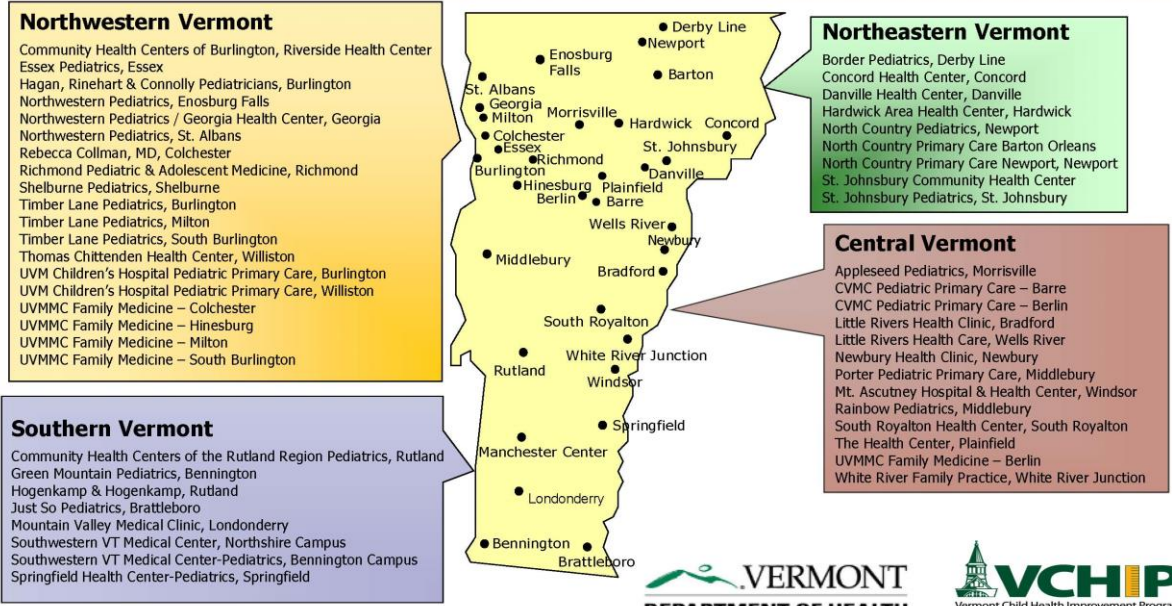 Northwestern Vermont
Community Health Centers of Burlington, Riverside Health Center
Essex Pediatrics, Essex
Hagan, Rinehart & Connolly Pediatricians, Burlington
Northwestern Pediatrics, Enosburg Falls
Northwestern Pediatrics / Georgia Health Center, Georgia
Northwestern Pediatrics, St. Albans
Rebecca Collman, MD, Colchester
Richmond Pediatric & Adolescent Medicine, Richmond
Shelburne Pediatrics, Shelburne
Timber Lane Pediatrics, Burlington
Timber Lane Pediatrics, Milton
Timber Lane Pediatrics, South Burlington
Thomas Chittenden Health Center, Williston
UVM Children's Hospital Pediatric Primary Care, Burlington
UVM Children's Hospital Pediatric Primary Care, Williston
UVMMC Family Medicine – Colchester
UVMMC Family Medicine – Hinesburg
UVMMC Family Medicine – Milton
UVMMC Family Medicine – South Burlington
Southern Vermont
Community Health Centers of the Rutland Region Pediatrics, Rutland
Green Mountain Pediatrics, Bennington
Hogenkamp & Hogenkamp, Rutland
Just So Pediatrics, Brattleboro
Mountain Valley Medical Clinic, Londonderry
Southwestern VT Medical Center, Northshire Campus
Southwestern VT Medical Center-Pediatrics, Bennington Campus
Springfield Health Center-Pediatrics, Springfield
Derby Line
Newport
Enosburg
Falls
Barton
St. Albans
Georgia
Milton
Morrisville
Hardwick
Concord
Colchester
Essex
St. Johnsbury
Richmond
Burlington
Danville
Hinesburg
Plainfield
Berlin
Barre
Wells River
Newbury
Middlebury
Bradford
South Royalton
White River Junction
Rutland
Windsor
Springfield
Manchester Center
Londonderry
Bennington
Brattleboro
Northeastern Vermont
Border Pediatrics, Derby Line
Concord Health Center, Concord
Danville Health Center, Danville
Hardwick Area Health Center, Hardwick
North Country Pediatrics, Newport
North Country Primary Care Barton Orleans
North Country Primary Care Newport, Newport
St. Johnsbury Community Health Center
St. Johnsbury Pediatrics, St. Johnsbury
Central Vermont
Appleseed Pediatrics, Morrisville
CVMC Pediatric Primary Care – Barre
CVMC Pediatric Primary Care – Berlin
Little Rivers Health Clinic, Bradford
Little Rivers Health Care, Wells River
Newbury Health Clinic, Newbury
Porter Pediatric Primary Care, Middlebury
Mt. Ascutney Hospital & Health Center, Windsor
Rainbow Pediatrics, Middlebury
South Royalton Health Center, South Royalton
The Health Center, Plainfield
UVMMC Family Medicine – Berlin
White River Family Practice, White River Junction
VERMONT
DEPARTMENT OF HEALTH
VCHIP
Vermont Child Health Improvement